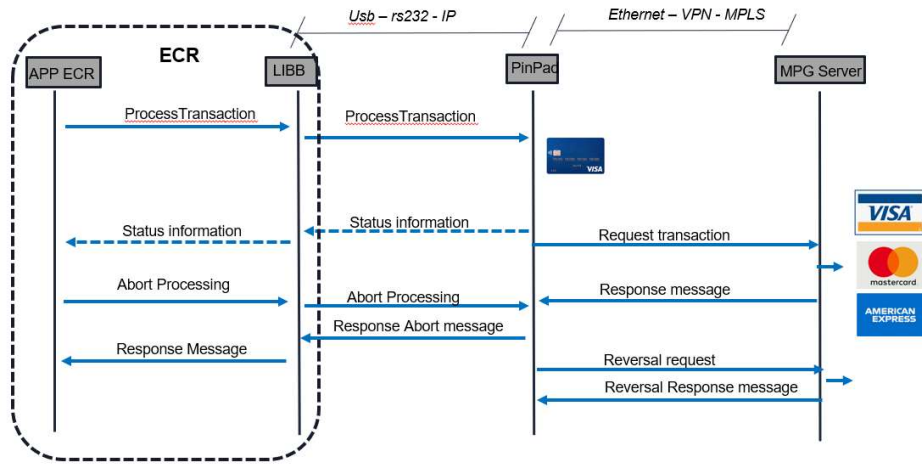 Usb – rs232 - IP
Ethernet – VPN - MPLS
ECR
APP ECR
LIBB
PinPad
MPG Server
ProcessTransaction
ProcessTransaction
VISA
Status information
Status information
Request transaction
VISA
mastercard
Abort Processing
Abort Processing
Response message
AMERICAN
EXPRESS
Response Abort message
Response Message
Reversal request
Reversal Response message